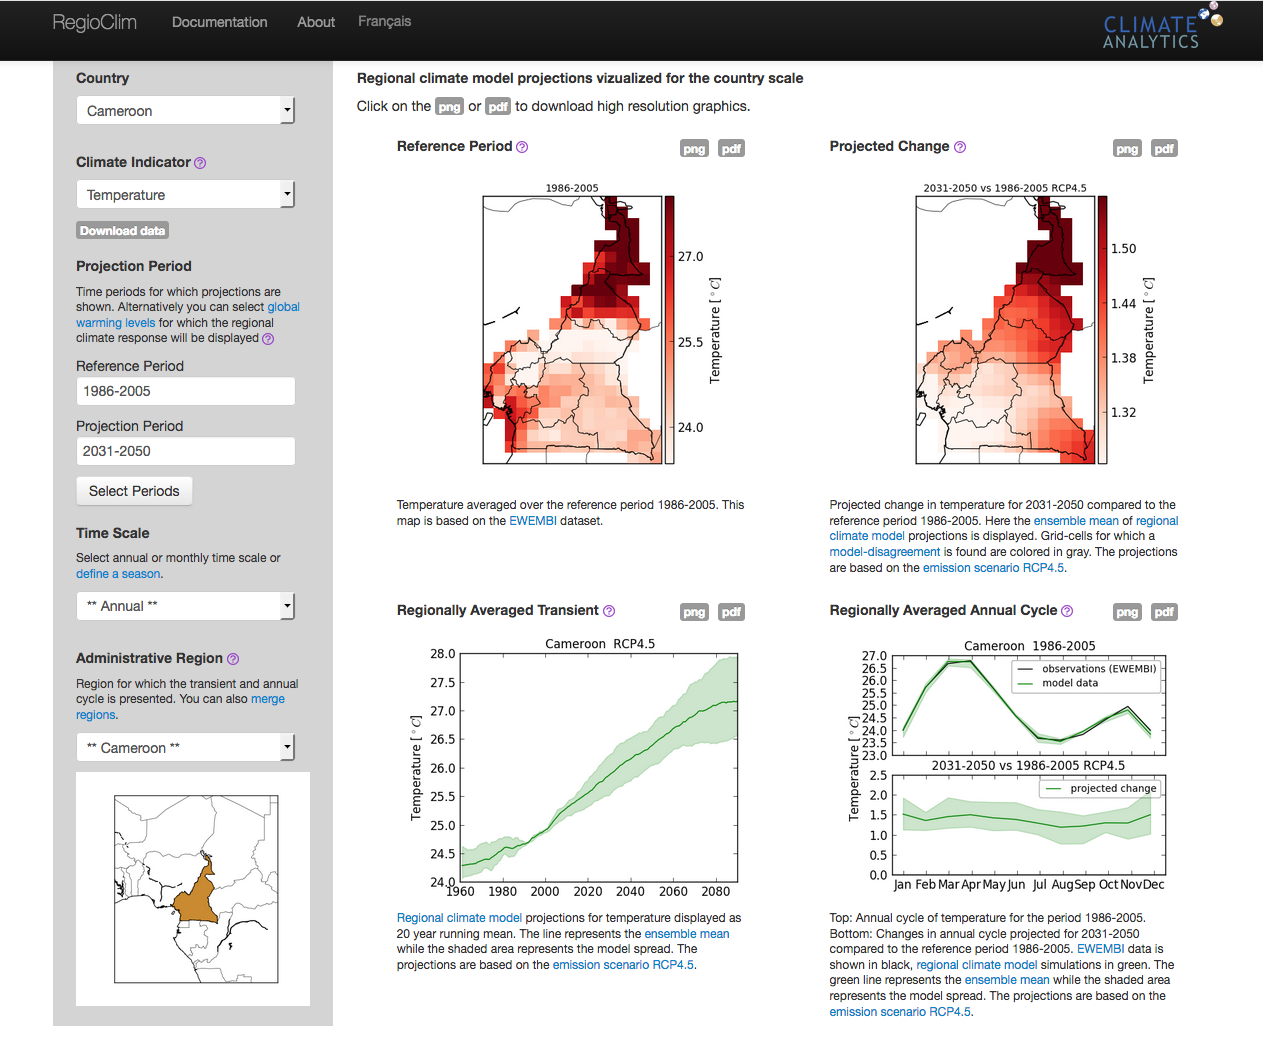 RegioClim
Documentation
About
Français
CLIMATE
ANALYTICS
Country
Cameroon
Climate Indicator ?
Temperature
Download data
Projection Period
Time periods for which projections are
shown. Alternatively you can select global
warming levels for which the regional
climate response will be displayed ?
Reference Period
1986-2005
Projection Period
2031-2050
Select Periods
Time Scale
Select annual or monthly time scale or
define a season.
** Annual **
Administrative Region ?
Region for which the transient and annual
cycle is presented. You can also merge
regions.
** Cameroon **
Regional climate model projections vizualized for the country scale
Click on the png or pdf to download high resolution graphics.
Reference Period ?
png pdf
1986-2005
27.0
25.5
24.0
Temperature [°C]
Temperature averaged over the reference period 1986-2005. This
map is based on the EWEMBI dataset.
Projected Change ?
png pdf
2031-2050 vs 1986-2005 RCP4.5
1.50
1.44
1.38
1.32
Temperature [°C]
Projected change in temperature for 2031-2050 compared to the
reference period 1986-2005. Here the ensemble mean of regional
climate model projections is displayed. Grid-cells for which a
model-disagreement is found are colored in gray. The projections
are based on the emission scenario RCP4.5.
Regionally Averaged Transient ?
png pdf
Cameroon RCP4.5
28.0
27.5
27.0
26.5
26.0
25.5
25.0
24.5
24.0
Temperature [°C]
1960 1980 2000 2020 2040 2060 2080
Regional climate model projections for temperature displayed as
20 year running mean. The line represents the ensemble mean
while the shaded area represents the model spread. The
projections are based on the emission scenario RCP4.5.
Regionally Averaged Annual Cycle ?
png pdf
Cameroon 1986-2005
27.0
26.5
26.0
25.5
25.0
24.5
24.0
23.5
23.0
observations (EWEMBI)
model data
Temperature [°C]
2031-2050 vs 1986-2005 RCP4.5
2.5
2.0
1.5
1.0
0.5
0.0
projected change
Jan Feb Mar Apr May Jun Jul Aug Sep Oct Nov Dec
Top: Annual cycle of temperature for the period 1986-2005.
Bottom: Changes in annual cycle projected for 2031-2050
compared to the reference period 1986-2005. EWEMBI data is
shown in black, regional climate model simulations in green. The
green line represents the ensemble mean while the shaded area
represents the model spread. The projections are based on the
emission scenario RCP4.5.